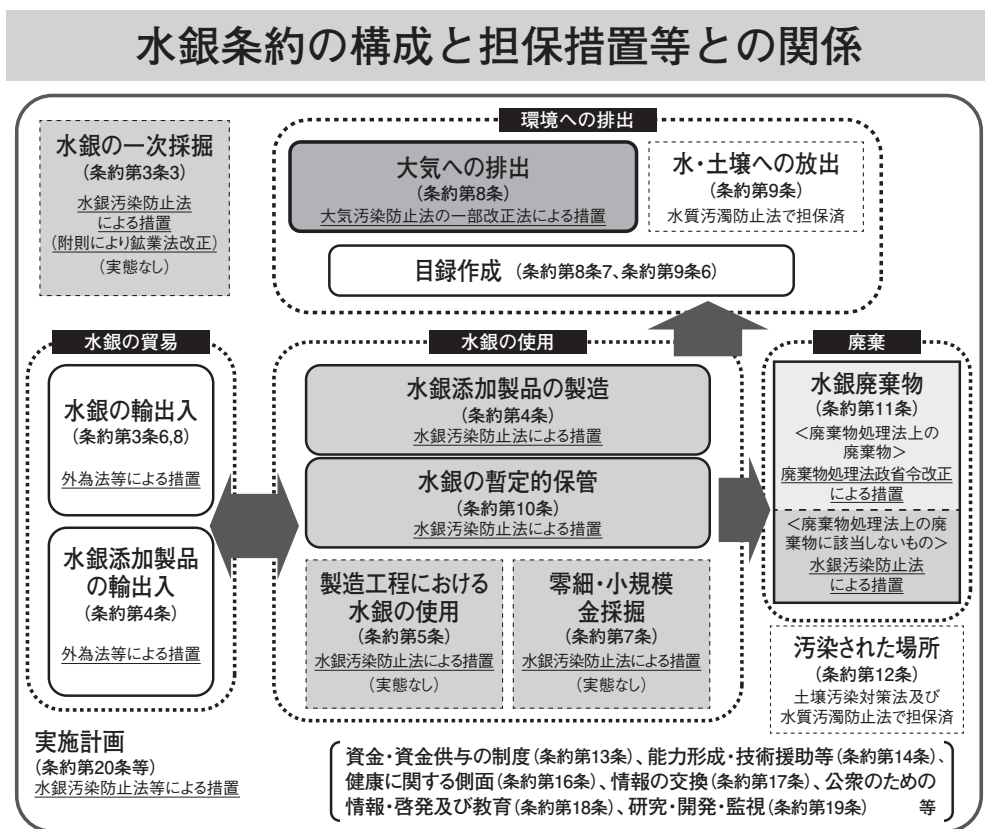 水銀条約の構成と担保措置等との関係
水銀の一次採掘
(条約第3条3)
水銀汚染防止法
による措置
(附則により鉱業法改正)
(実態なし)
環境への排出
大気への排出
(条約第8条)
大気汚染防止法の一部改正法による措置
水・土壌への放出
(条約第9条)
水質汚濁防止法で担保済
目録作成 (条約第8条7、条約第9条6)
水銀の貿易
水銀の輸出入
(条約第3条6,8)
外為法等による措置
水銀添加製品
の輸出入
(条約第4条)
外為法等による措置
水銀の使用
水銀添加製品の製造
(条約第4条)
水銀汚染防止法による措置
水銀の暫定的保管
(条約第10条)
水銀汚染防止法による措置
製造工程における
水銀の使用
(条約第5条)
水銀汚染防止法による措置
(実態なし)
零細・小規模
金採掘
(条約第7条)
水銀汚染防止法による措置
(実態なし)
廃棄
水銀廃棄物
(条約第11条)
<廃棄物処理法上の
廃棄物>
廃棄物処理法政省令改正
による措置
<廃棄物処理法上の廃
棄物に該当しないもの>
水銀汚染防止法
による措置
汚染された場所
(条約第12条)
土壌汚染対策法及び
水質汚濁防止法で担保済
実施計画
(条約第20条等)
水銀汚染防止法等による措置
資金・資金供与の制度(条約第13条)、能力形成・技術援助等(条約第14条)、
健康に関する側面(条約第16条)、情報の交換(条約第17条)、公衆のための
情報・啓発及び教育(条約第18条)、研究・開発・監視(条約第19条) 等